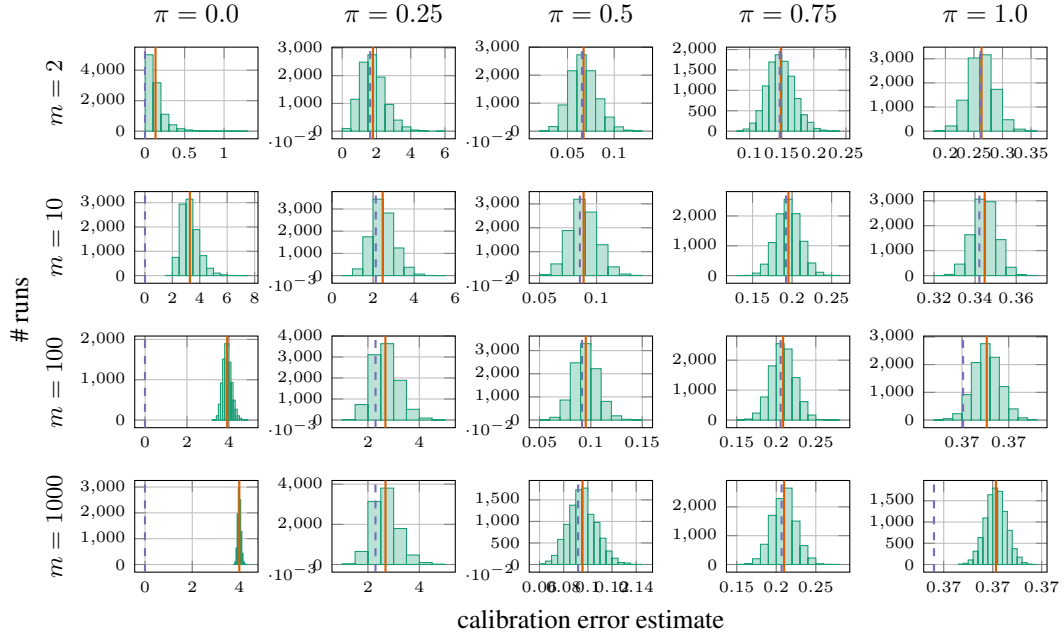 π = 0.0 π = 0.25 π = 0.5 π = 0.75 π = 1.0
m = 2
4,000 2,000 0
0 0.5 1
3,000 2,000 1,000 0
0 2 4 6
·10⁻²
3,000 2,000 1,000 0
0.05 0.1
2,000 1,500 1,000 500 0
0.1 0.15 0.2 0.25
3,000 2,000 1,000 0
0.2 0.25 0.3 0.35
m = 10
3,000 2,000 1,000 0
0 2 4 6 8
·10⁻³
3,000 2,000 1,000 0
0 2 4 6
·10⁻²
3,000 2,000 1,000 0
0.05 0.1
2,000 1,000 0
0.15 0.2 0.25
3,000 2,000 1,000 0
0.32 0.34 0.36
m = 100
2,000 1,000 0
0 2 4
·10⁻³
4,000 3,000 2,000 1,000 0
2 4
·10⁻²
3,000 2,000 1,000 0
0.05 0.1 0.15
2,000 1,000 0
0.15 0.2 0.25
3,000 2,000 1,000 0
0.37 0.37
m = 1000
3,000 2,000 1,000 0
0 2 4
·10⁻³
4,000 2,000 0
2 4
·10⁻²
1,500 1,000 500 0
0.06 0.08 0.10 0.12 0.14
2,000 1,000 0
0.15 0.2 0.25
1,500 1,000 500 0
0.37 0.37 0.37
# runs
calibration error estimate